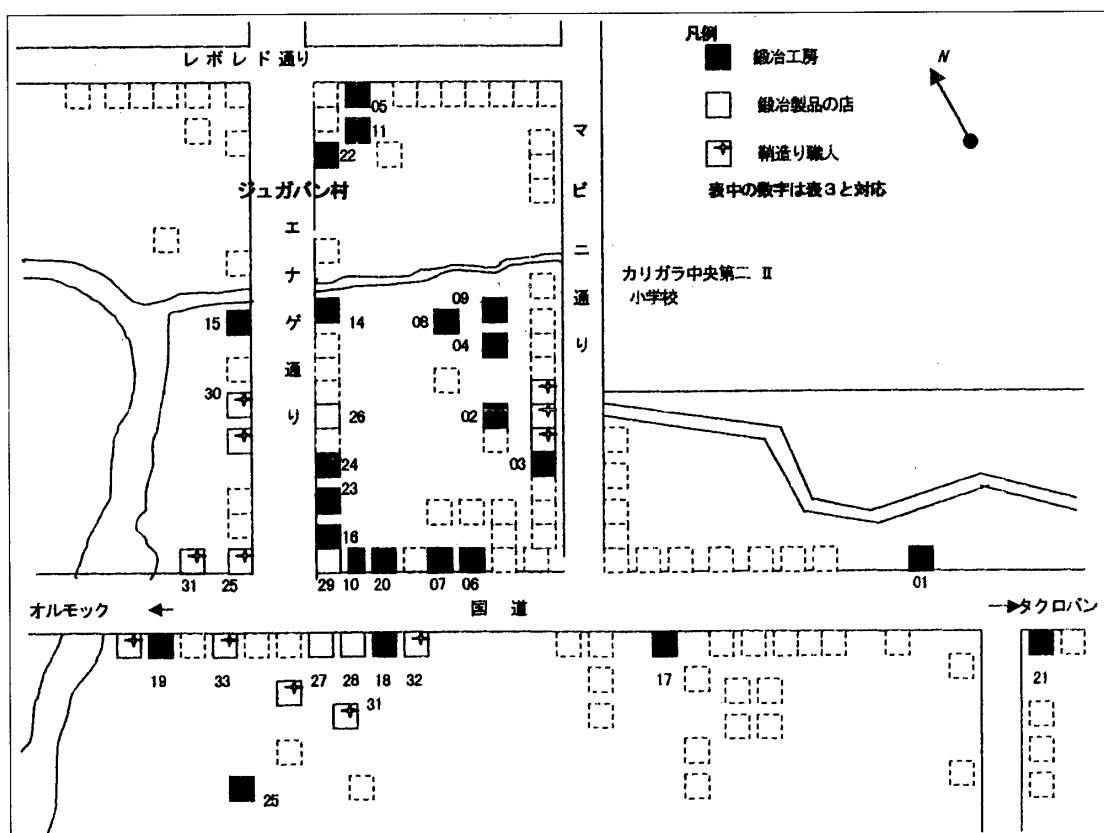 レボレド通り
凡例
鍛冶工房
鍛冶製品の店
鞘造り職人
表中の数字は表3と対応
N
05
11
22
ジュガバン村
エナゲ通り
マビニ通り
カリガラ中央第二 II
小学校
09
08
04
14
15
30
26
02
24
03
23
16
31
25
29
10
20
07
06
01
オルモック
国道
タクロバン
19
33
27
28
18
32
17
21
31
25